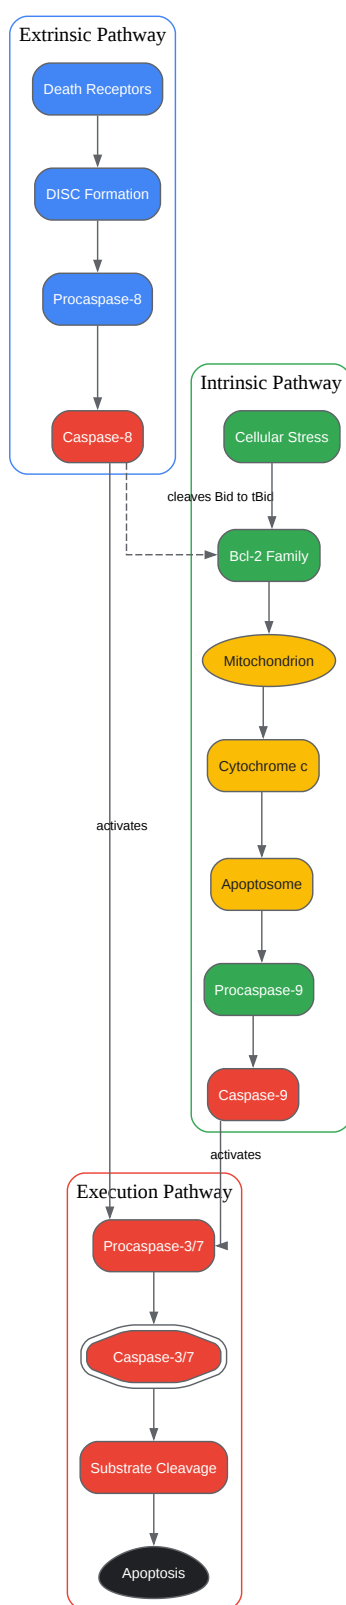 Extrinsic Pathway
Death Receptors
DISC Formation
Procaspase-8
Caspase-8
Intrinsic Pathway
Cellular Stress
cleaves Bid to tBid
Bcl-2 Family
Mitochondrion
Cytochrome c
activates
Apoptosome
Procaspase-9
Caspase-9
activates
Execution Pathway
Procaspase-3/7
Caspase-3/7
Substrate Cleavage
Apoptosis